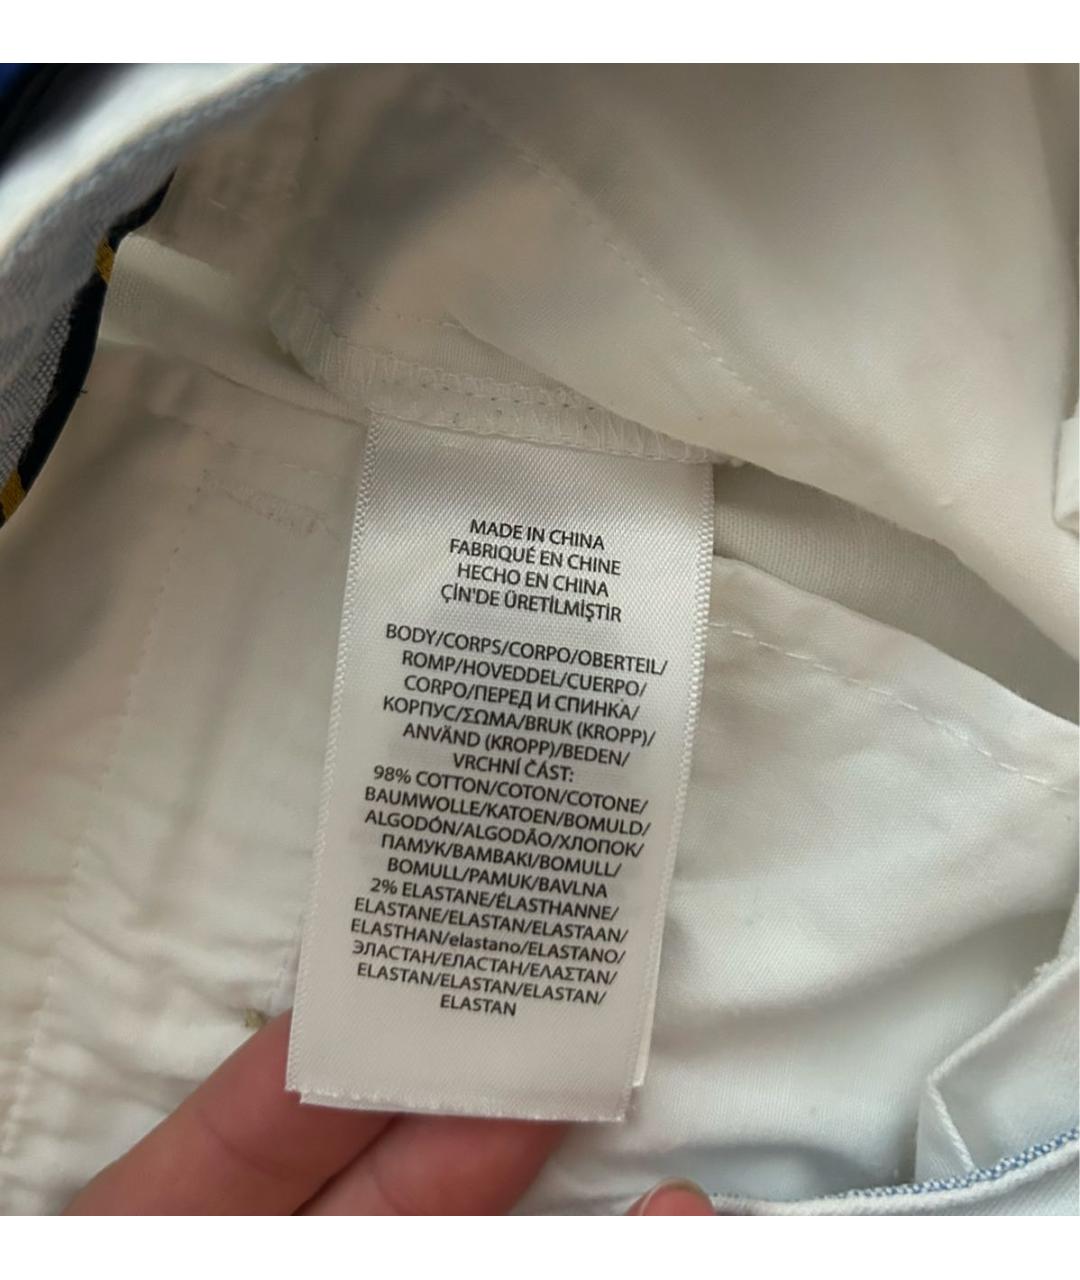 MADE IN CHINA
FABRIQUÉ EN CHINE
HECHO EN CHINA
ÇİN'DE ÜRETİLMİŞTİR
BODY/CORPS/CORPO/OBERTEIL/
ROMP/HOVEDDEL/CUERPO/
CORPO/ПЕРЕД И СПИНКА/
КОРПУС/ΣΩΜΑ/BRUK (KROPP)/
ANVÄND (KROPP)/BEDEN/
VRCHNÍ ČÁST:
98% COTTON/COTON/COTONE/
BAUMWOLLE/KATOEN/BOMULD/
ALGODÓN/ALGODÃO/ХЛОПОК/
ПАМУК/ΒΑΜΒΑΚΙ/BOMULL/
BOMULL/PAMUK/BAVLNA
2% ELASTANE/ÉLASTHANNE/
ELASTANE/ELASTAN/ELASTAAN/
ELASTHAN/elastano/ELASTANO/
ЭЛАСТАН/ЕЛАСТАН/ΕΛΑΣΤΑΝ/
ELASTAN/ELASTAN/ELASTAN/
ELASTAN